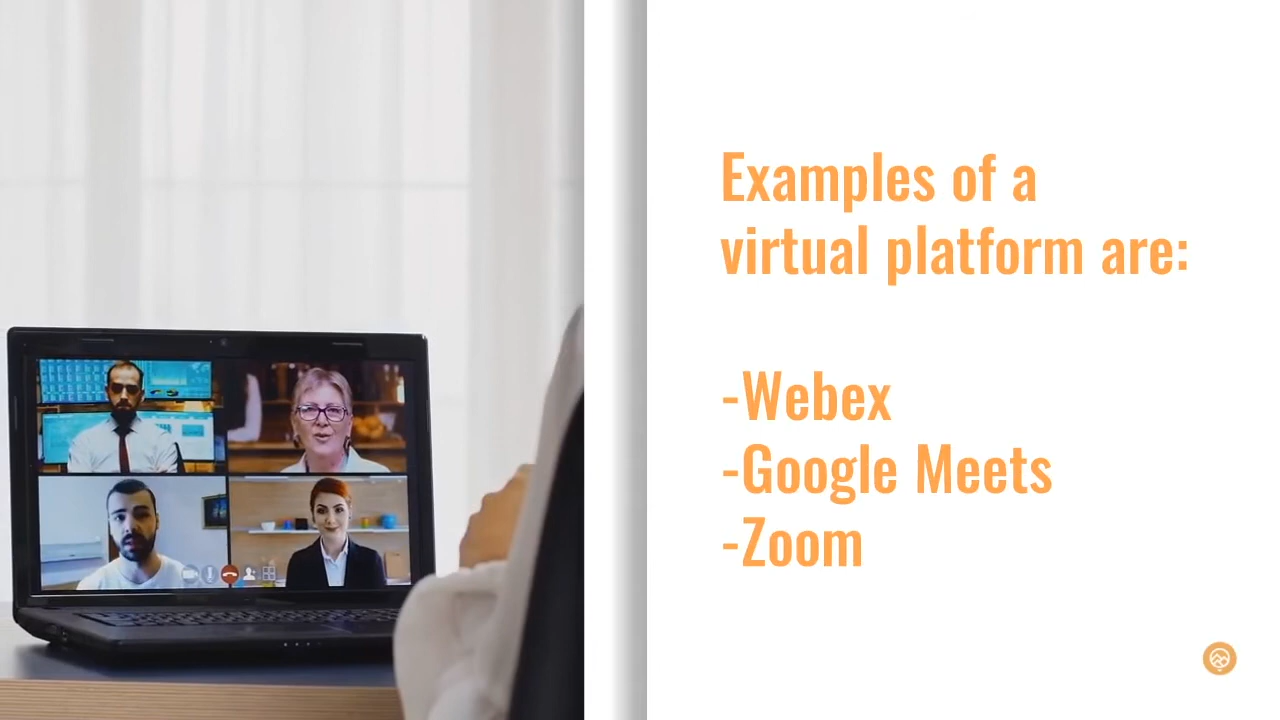 Examples of a
virtual platform are:
-Webex
-Google Meets
-Zoom